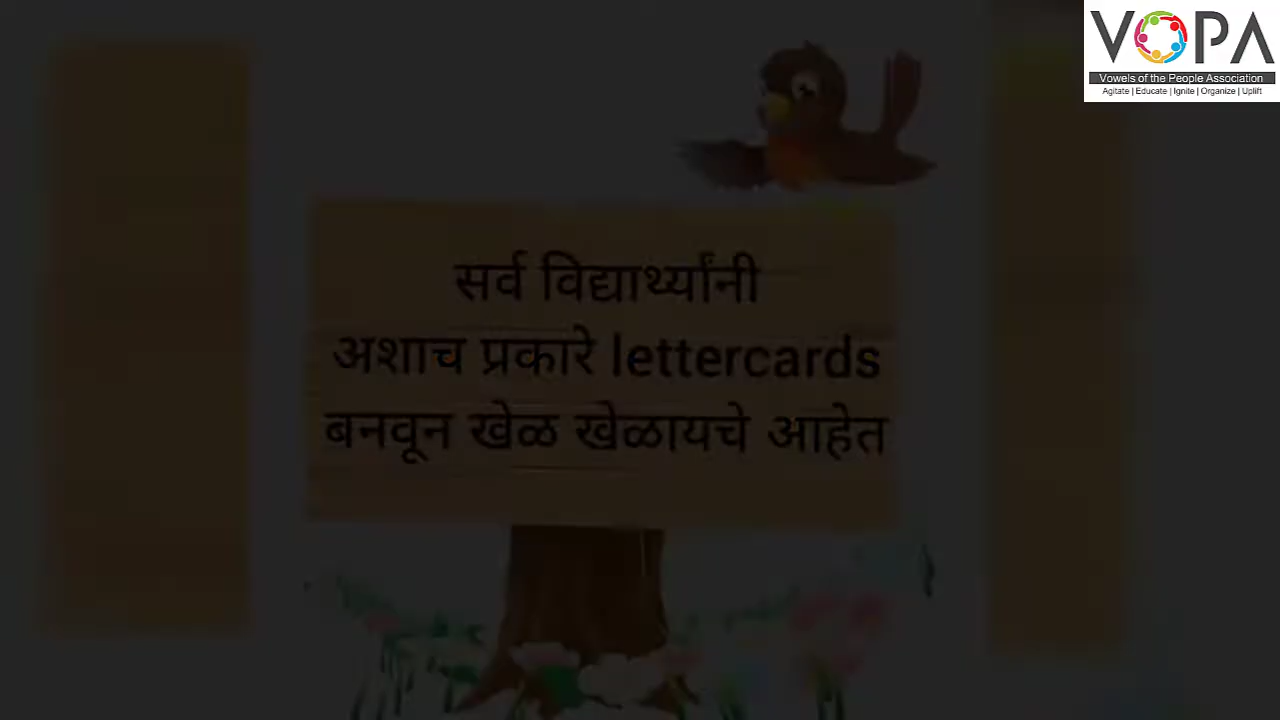 VOPA
Vowels of the People Association
Agitate | Educate | Ignite | Organize | Uplift
सर्व विद्यार्थ्यांनी
अशाच प्रकारे lettercards
बनवून खेळ खेळायचे आहेत